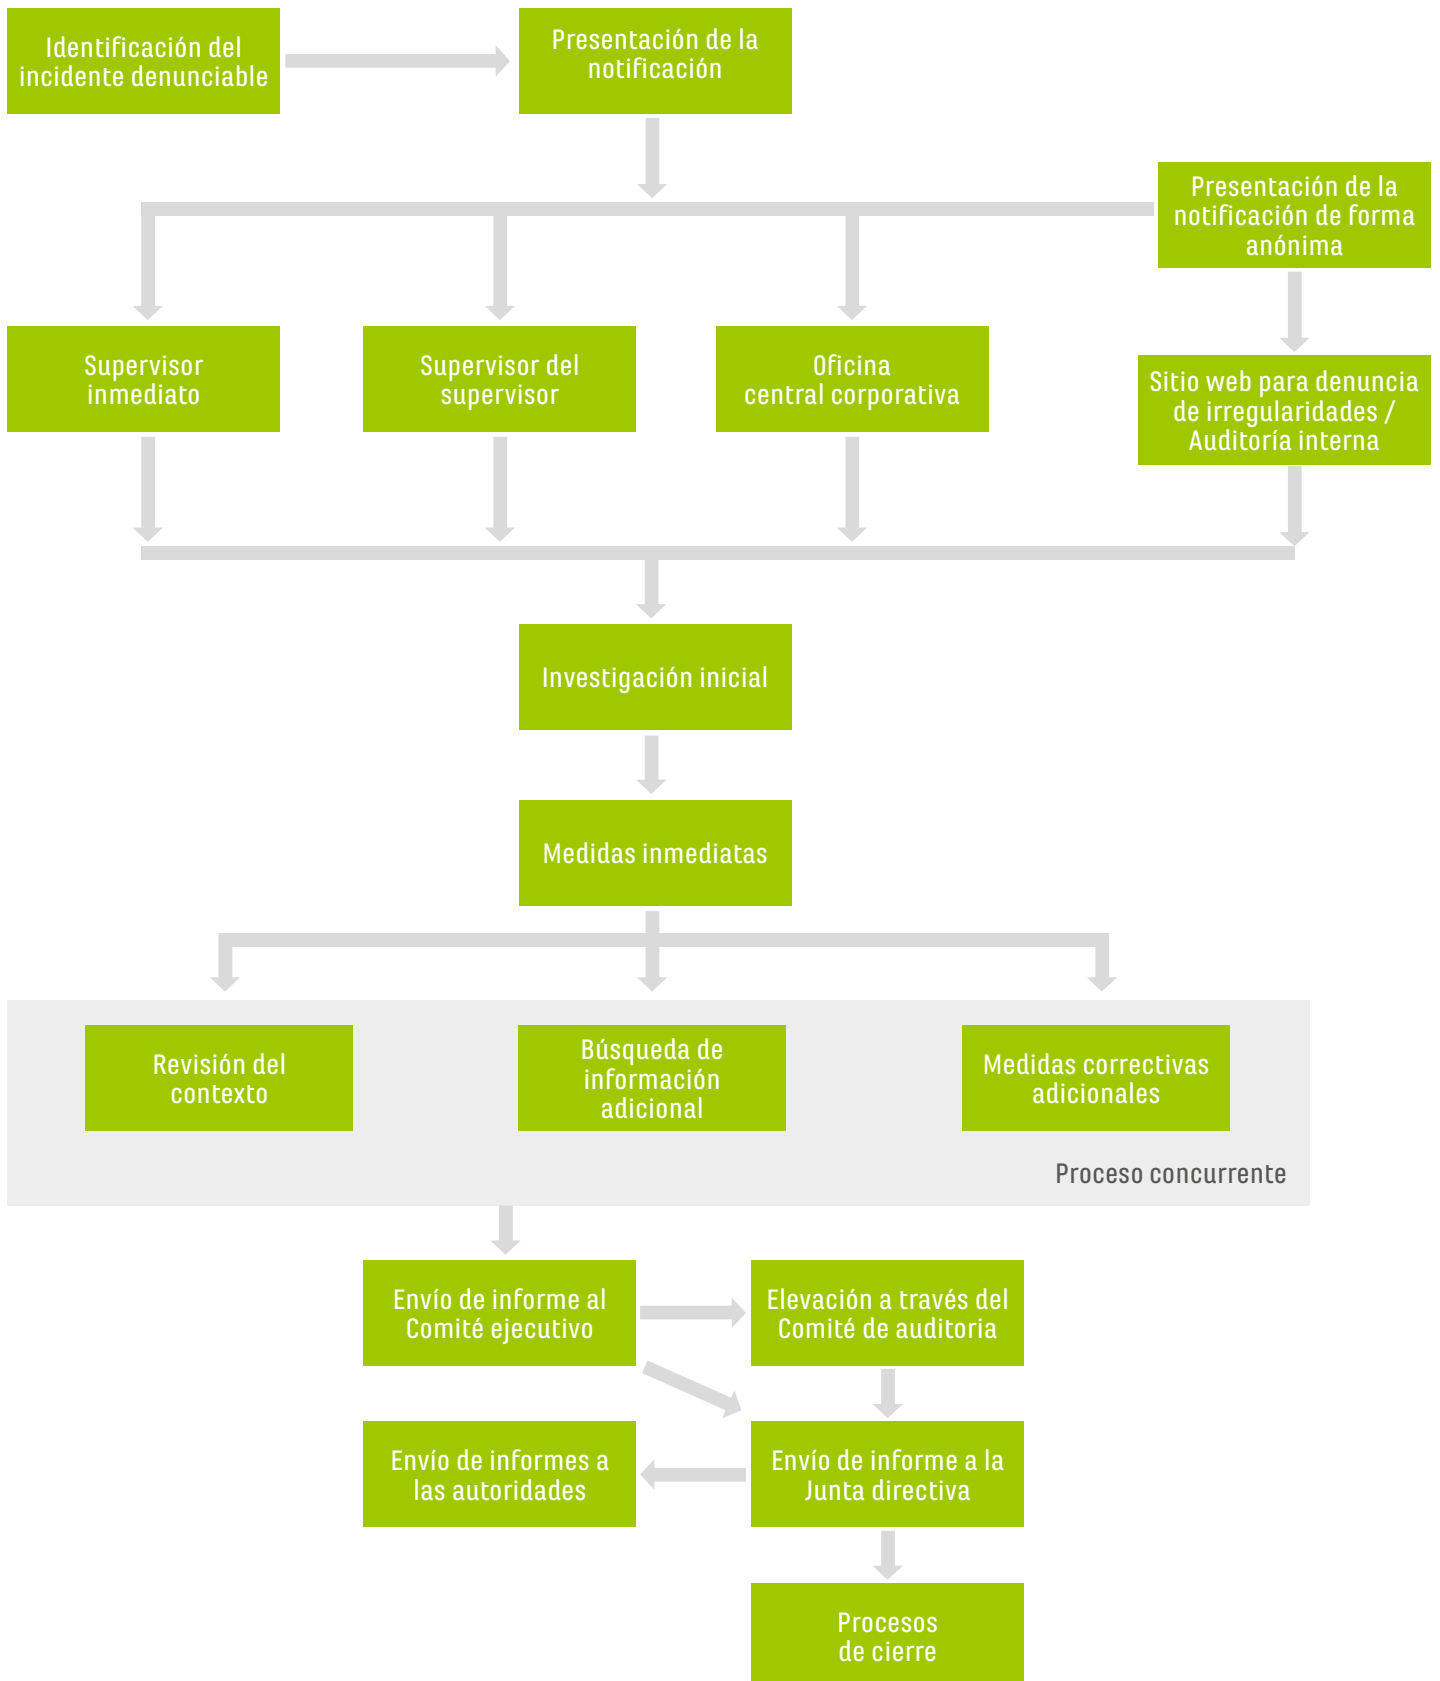 Identificación del
incidente denunciable
Presentación de la
notificación
Presentación de la
notificación de forma
anónima
Supervisor
inmediato
Supervisor del
supervisor
Oficina
central corporativa
Sitio web para denuncia
de irregularidades /
Auditoría interna
Investigación inicial
Medidas inmediatas
Revisión del
contexto
Búsqueda de
información
adicional
Medidas correctivas
adicionales
Proceso concurrente
Envío de informe al
Comité ejecutivo
Elevación a través del
Comité de auditoria
Envío de informes a
las autoridades
Envío de informe a la
Junta directiva
Procesos
de cierre